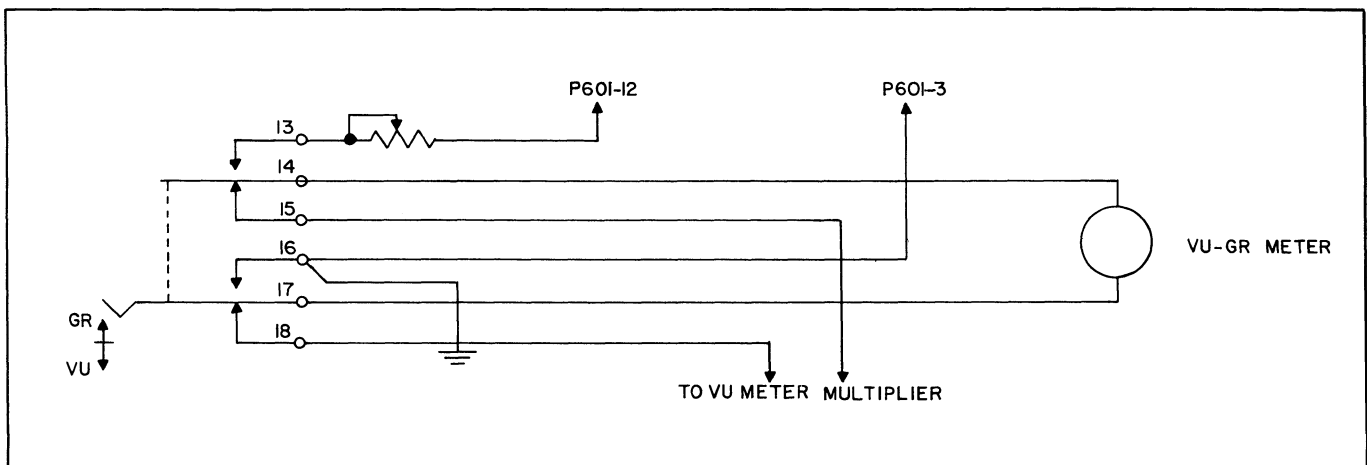 P601-12
P601-3
13
14
15
16
17
18
VU-GR METER
GR
VU
TO VU METER MULTIPLIER